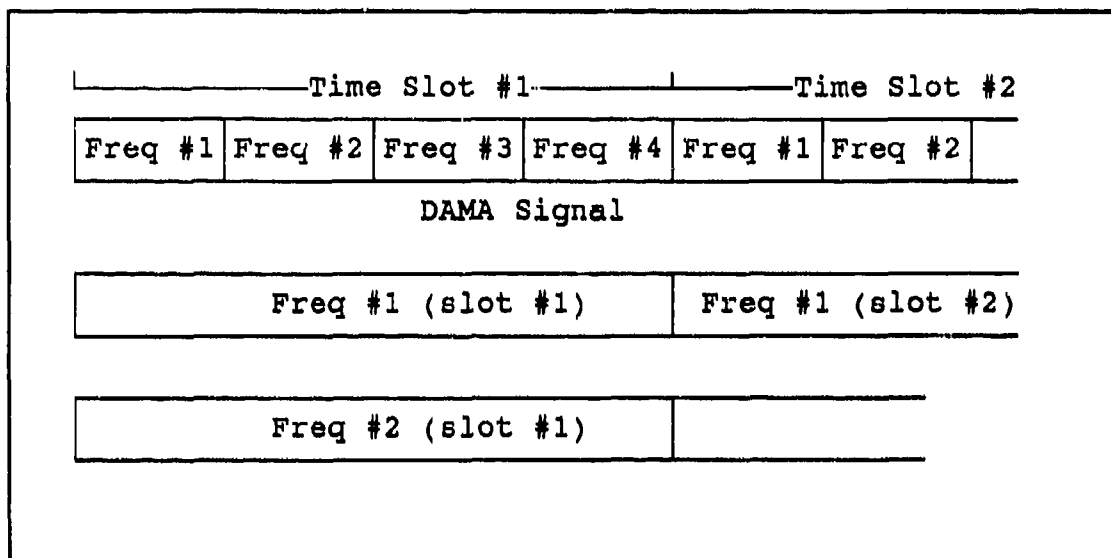 Time Slot #1 Time Slot #2
Freq #1 Freq #2 Freq #3 Freq #4 Freq #1 Freq #2
DAMA Signal
Freq #1 (slot #1) Freq #1 (slot #2)
Freq #2 (slot #1)